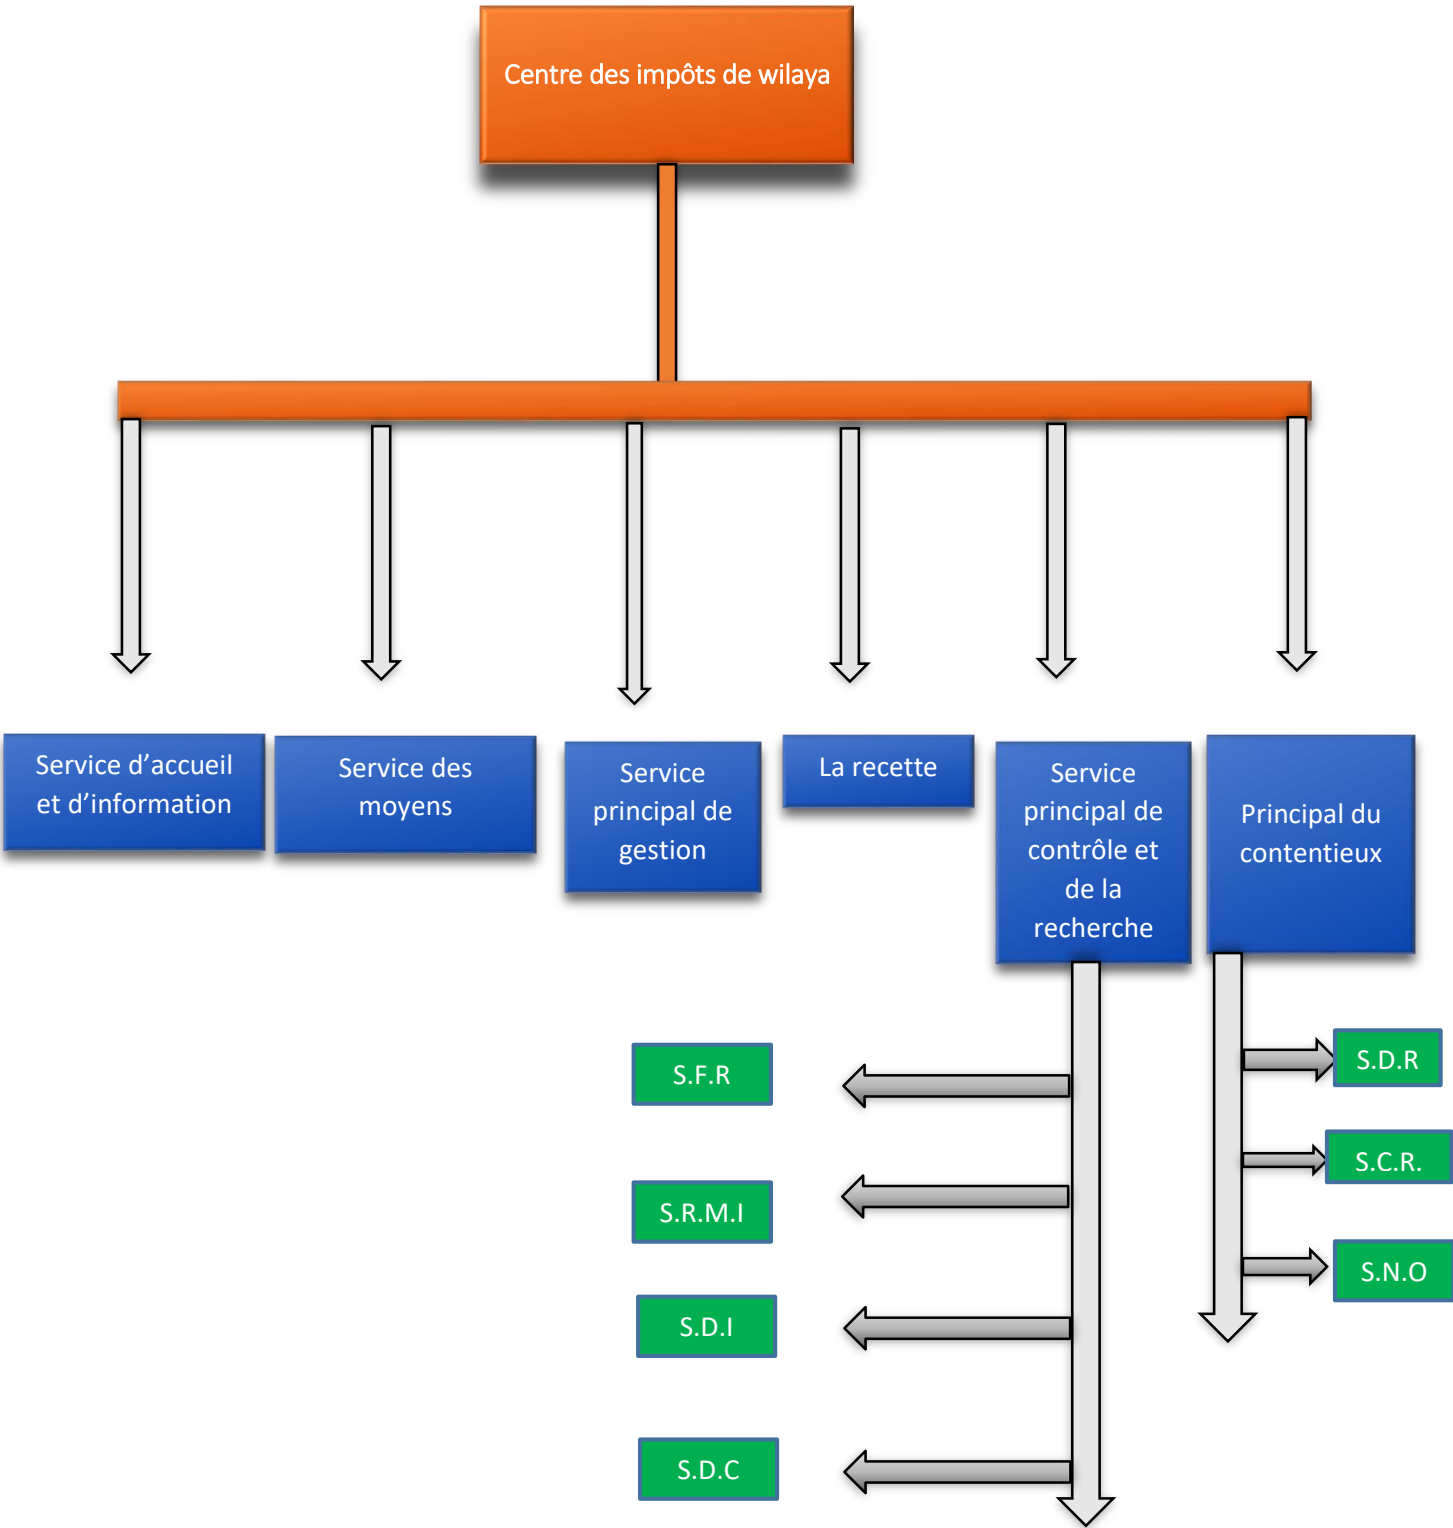 Centre des impôts de wilaya
Service d’accueil
et d’information
Service des
moyens
Service
principal de
gestion
La recette
Service
principal de
contrôle et
de la
recherche
Principal du
contentieux
S.F.R
S.R.M.I
S.D.I
S.D.C
S.D.R
S.C.R.
S.N.O